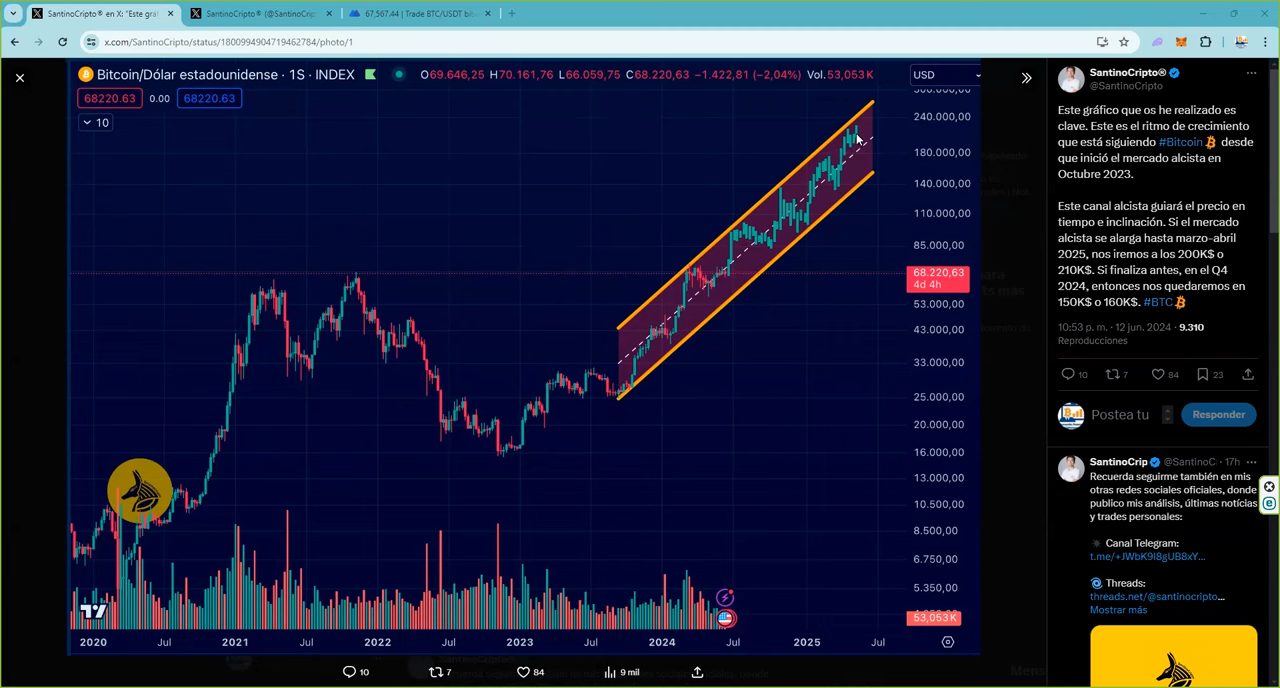 SantinoCripto® en X: "Este grá
SantinoCripto® (@SantinoCrip
67,567.44 | Trade BTC/USDT bit
x.com/SantinoCripto/status/1800994904719462784/photo/1
Bitcoin/Dólar estadounidense · 1S · INDEX
O69.646,25 H70.161,76 L66.059,75 C68.220,63 −1.422,81 (−2,04%) Vol.53,053 K
68220.63 0.00 68220.63
10
USD
300.000,00
240.000,00
180.000,00
140.000,00
110.000,00
85.000,00
68.220,63
4d 4h
53.000,00
43.000,00
33.000,00
25.000,00
20.000,00
16.000,00
13.000,00
10.500,00
8.500,00
6.750,00
5.350,00
53,053 K
2020 Jul 2021 Jul 2022 Jul 2023 Jul 2024 Jul 2025 Jul
10 7 84 9 mil
SantinoCripto®
@SantinoCripto
Este gráfico que os he realizado es
clave. Este es el ritmo de crecimiento
que está siguiendo #Bitcoin desde
que inició el mercado alcista en
Octubre 2023.
Este canal alcista guiará el precio en
tiempo e inclinación. Si el mercado
alcista se alarga hasta marzo-abril
2025, nos iremos a los 200K$ o
210K$. Si finaliza antes, en el Q4
2024, entonces nos quedaremos en
150K$ o 160K$. #BTC
10:53 p. m. · 12 jun. 2024 · 9.310
Reproducciones
10 7 84 23
Postea tu
Responder
SantinoCrip @SantinoC · 17h
Recuerda seguirme también en mis
otras redes sociales oficiales, donde
publico mis análisis, últimas notícias
y trades personales:
Canal Telegram:
t.me/+JWbK9I8gUB8xY...
Threads:
threads.net/@santinocripto...
Mostrar más